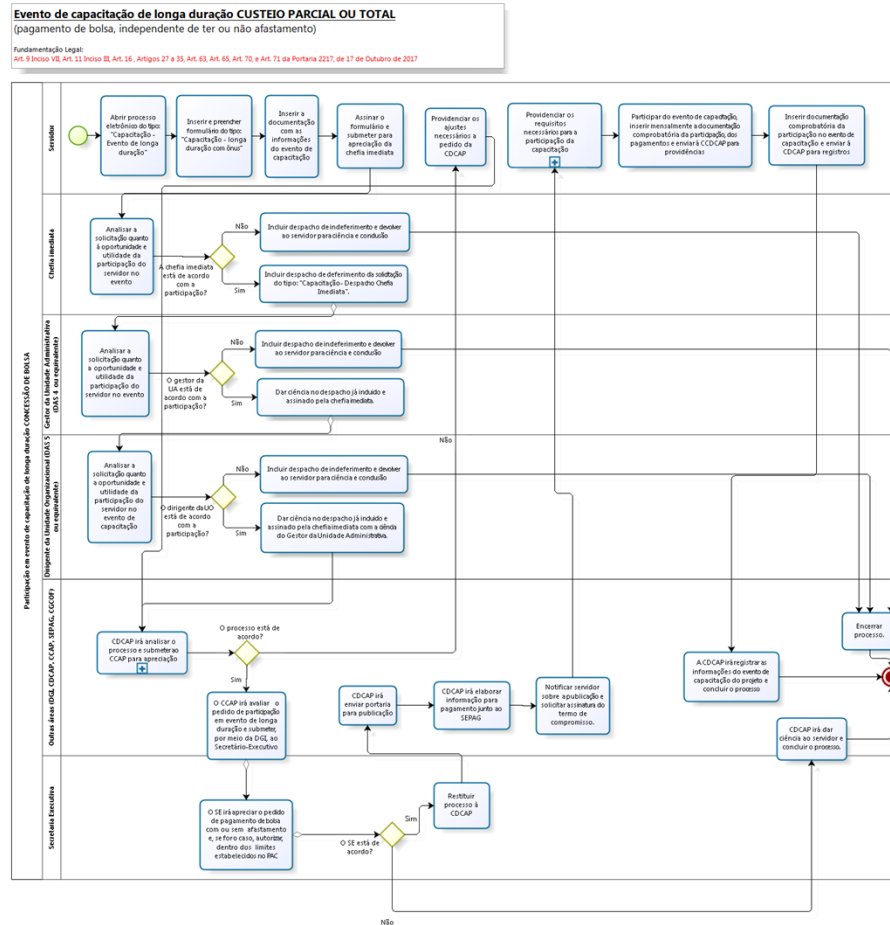 Evento de capacitação de longa duração CUSTEIO PARCIAL OU TOTAL
(pagamento de bolsa, independente de ter ou não afastamento)
Fundamentação Legal:
Art. 9 Inciso VII, Art. 11 Inciso III, Art. 16, Artigos 27 a 35, Art. 63, Art. 65, Art. 70, e Art. 71 da Portaria 2217, de 17 de Outubro de 2017
Participação em evento de capacitação de longa duração CONCESSÃO DE BOLSA
Servidor
Abrir processo
eletrônico do tipo:
"Capacitação -
Evento de longa
duração"
Inserir e preencher
formulário do tipo:
"Capacitação - longa
duração com ônus"
Inserir a
documentação
com as
informações
do evento de
capacitação
Assinar o
formulário e
submeter para
apreciação da
chefia imediata
Providenciar os
ajustes
necessários a
pedido da
CDCAP
Providenciar os
requisitos
necessários para a
participação da
capacitação
Participar do evento de capacitação,
inserir mensalmente a documentação
comprobatória da participação, dos
pagamentos e enviar á CCDCAP para
providências
Inserir documentação
comprobatória da
participação no evento de
capacitação e enviar á
CDCAP para registros
Chefia imediata
Analisar a
solicitação quanto
à oportunidade e
utilidade da
participação do
servidor no
evento
A chefia imediata
está de acordo
com a
participação?
Não
Incluir despacho de indeferimento e devolver
ao servidor para ciência e conclusão
Sim
Incluir despacho de deferimento da solicitação
do tipo: "Capacitação- Despacho Chefia
Imediata".
Gestor da Unidade Administrativa
(DAS 4 ou equivalente)
Analisar a
solicitação quanto
a oportunidade e
utilidade da
participação do
servidor no evento
O gestor da
UA está de
acordo com a
participação?
Não
Incluir despacho de indeferimento e devolver
ao servidor para ciência e conclusão
Sim
Dar ciência no despacho já incluido e
assinado pela chefia imediata.
Não
Dirigente da Unidade Organizacional (DAS 5
ou equivalente)
Analisar a
solicitação quanto
a oportunidade e
utilidade da
participação do
servidor no
evento de
capacitação
O dirigente da UO
está de acordo
com a
participação?
Não
Incluir despacho de indeferimento e devolver
ao servidor para ciência e conclusão
Sim
Dar ciência no despacho já incluido e
assinado pela chefia imediata com a ciência
do Gestor da Unidade Administrativa.
Outras áreas (DGI, CDCAP, CCAP, SEPAG, CGCOF)
CDCAP irá analisar o
processo e submeter ao
CCAP para apreciação
O processo está de
acordo?
Sim
O CCAP irá avaliar o
pedido de participação
em evento de longa
duração e submeter,
por meio da DGI, ao
Secretário-Executivo
CDCAP irá
enviar portaria
para publicação
CDCAP irá elaborar
informação para
pagamento junto ao
SEPAG
Notificar servidor
sobre a publicação e
solicitar assinatura do
termo de
compromisso.
A CDCAP irá registrar as
informações do evento de
capacitação do projeto e
concluir o processo
Encerrar
processo.
CDCAP irá dar
ciência ao servidor e
concluir o processo.
Secretaria Executiva
O SE irá apreciar o pedido
de pagamento de bolsa
com ou sem afastamento
e, se for o caso, autorizar,
dentro dos limites
estabelecidos no PAC
O SE está de
acordo?
Sim
Restituir
processo à
CDCAP
Não